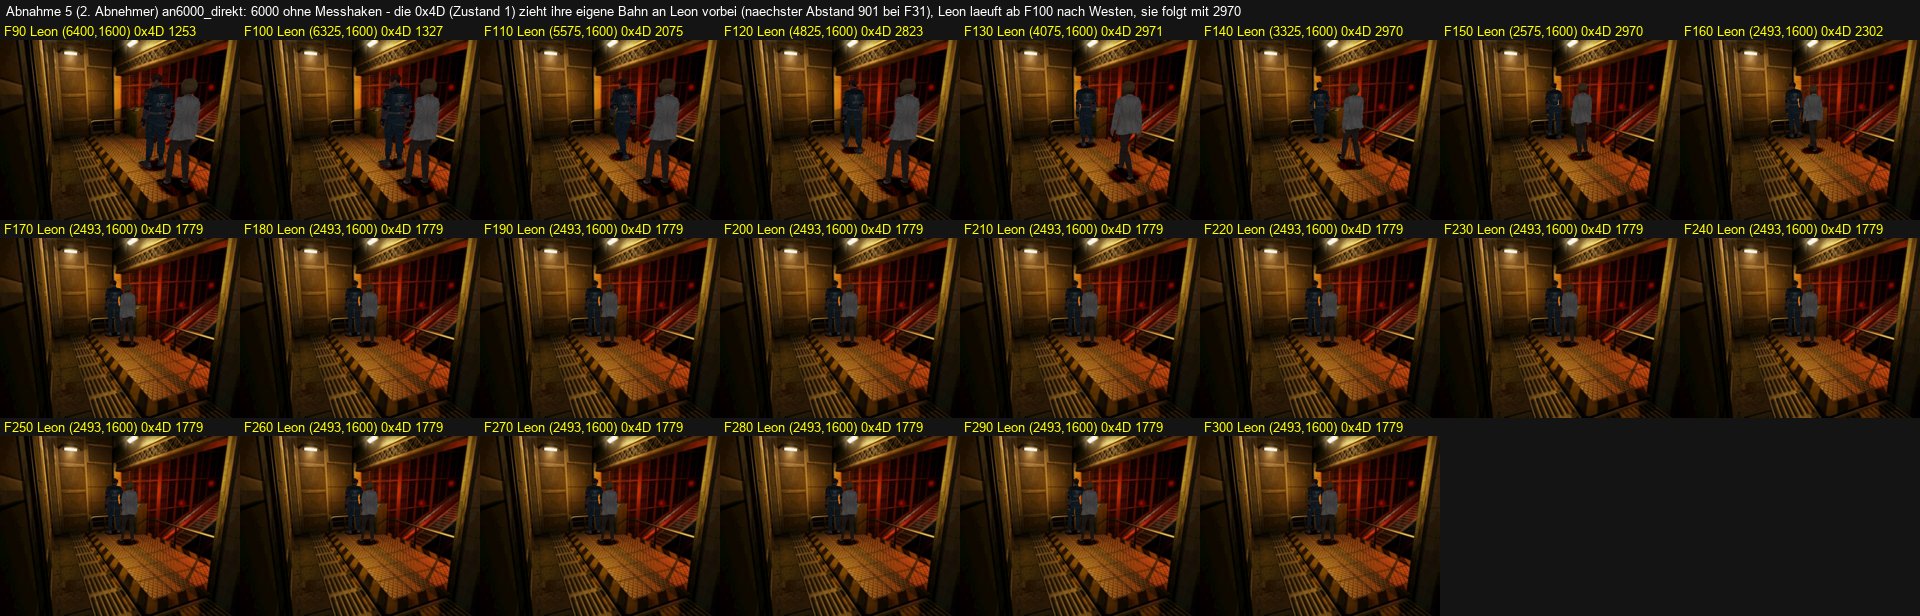 Abnahme 5 (2. Abnehmer) an6000_direkt: 6000 ohne Messhaken - die 0x4D (Zustand 1) zieht ihre eigene Bahn an Leon vorbei (naechster Abstand 901 bei F31), Leon laeuft ab F100 nach Westen, sie folgt mit 2970
F90 Leon (6400,1600) 0x4D 1253
F100 Leon (6325,1600) 0x4D 1327
F110 Leon (5575,1600) 0x4D 2075
F120 Leon (4825,1600) 0x4D 2823
F130 Leon (4075,1600) 0x4D 2971
F140 Leon (3325,1600) 0x4D 2970
F150 Leon (2575,1600) 0x4D 2970
F160 Leon (2493,1600) 0x4D 2302
F170 Leon (2493,1600) 0x4D 1779
F180 Leon (2493,1600) 0x4D 1779
F190 Leon (2493,1600) 0x4D 1779
F200 Leon (2493,1600) 0x4D 1779
F210 Leon (2493,1600) 0x4D 1779
F220 Leon (2493,1600) 0x4D 1779
F230 Leon (2493,1600) 0x4D 1779
F240 Leon (2493,1600) 0x4D 1779
F250 Leon (2493,1600) 0x4D 1779
F260 Leon (2493,1600) 0x4D 1779
F270 Leon (2493,1600) 0x4D 1779
F280 Leon (2493,1600) 0x4D 1779
F290 Leon (2493,1600) 0x4D 1779
F300 Leon (2493,1600) 0x4D 1779